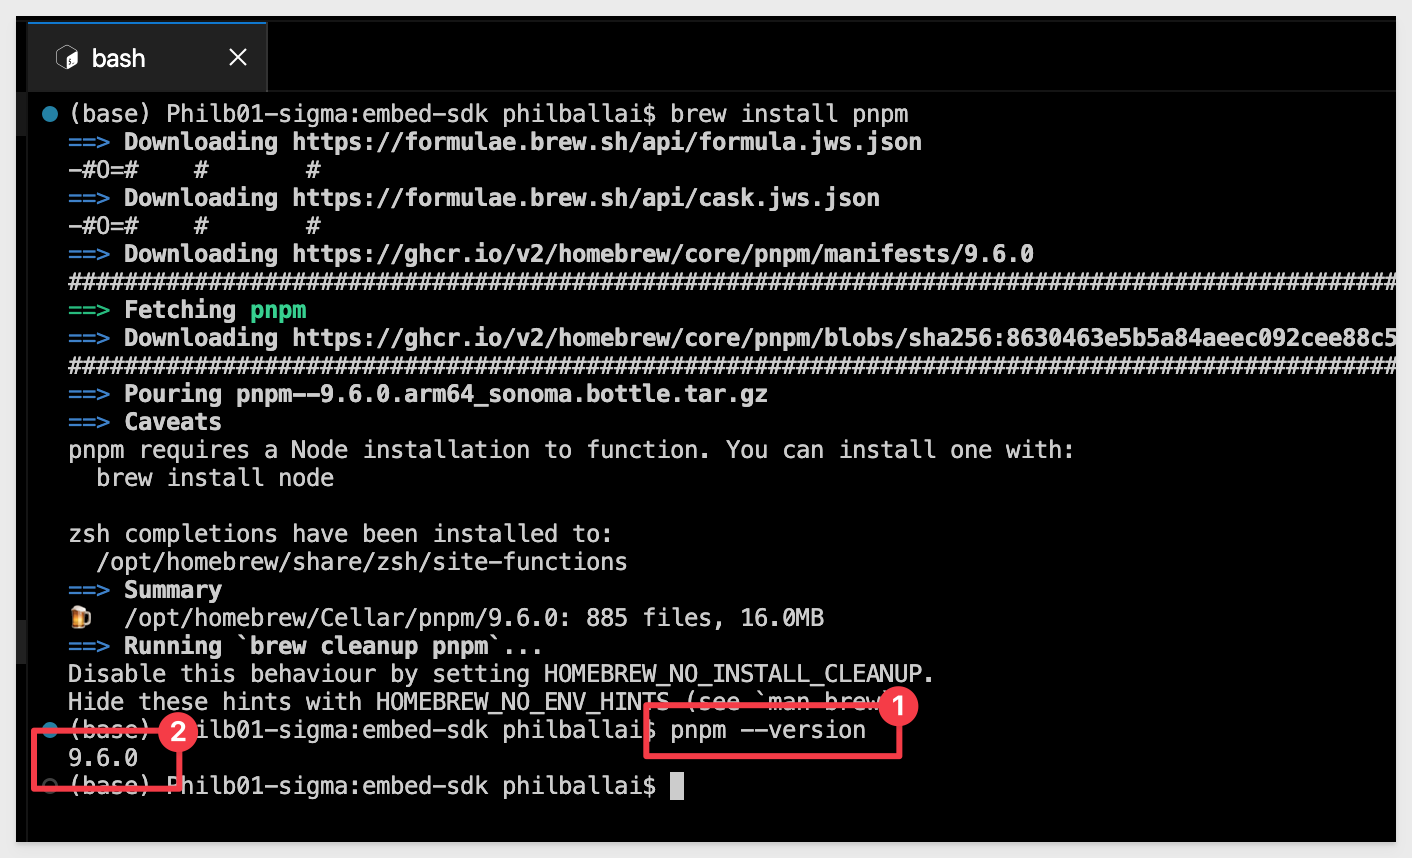 bash
(base) Philb01-sigma:embed-sdk philballai$ brew install pnpm
==> Downloading https://formulae.brew.sh/api/formula.jws.json
-#O=#    #       #
==> Downloading https://formulae.brew.sh/api/cask.jws.json
-#O=#    #       #
==> Downloading https://ghcr.io/v2/homebrew/core/pnpm/manifests/9.6.0
###############################################################################################
==> Fetching pnpm
==> Downloading https://ghcr.io/v2/homebrew/core/pnpm/blobs/sha256:8630463e5b5a84aeec092cee88c5
###############################################################################################
==> Pouring pnpm--9.6.0.arm64_sonoma.bottle.tar.gz
==> Caveats
pnpm requires a Node installation to function. You can install one with:
  brew install node
zsh completions have been installed to:
  /opt/homebrew/share/zsh/site-functions
==> Summary
🍺  /opt/homebrew/Cellar/pnpm/9.6.0: 885 files, 16.0MB
==> Running `brew cleanup pnpm`...
Disable this behaviour by setting HOMEBREW_NO_INSTALL_CLEANUP.
Hide these hints with HOMEBREW_NO_ENV_HINTS (see `man brew`
1
(base) Philb01-sigma:embed-sdk philballai$ pnpm --version
2
9.6.0
(base) Philb01-sigma:embed-sdk philballai$